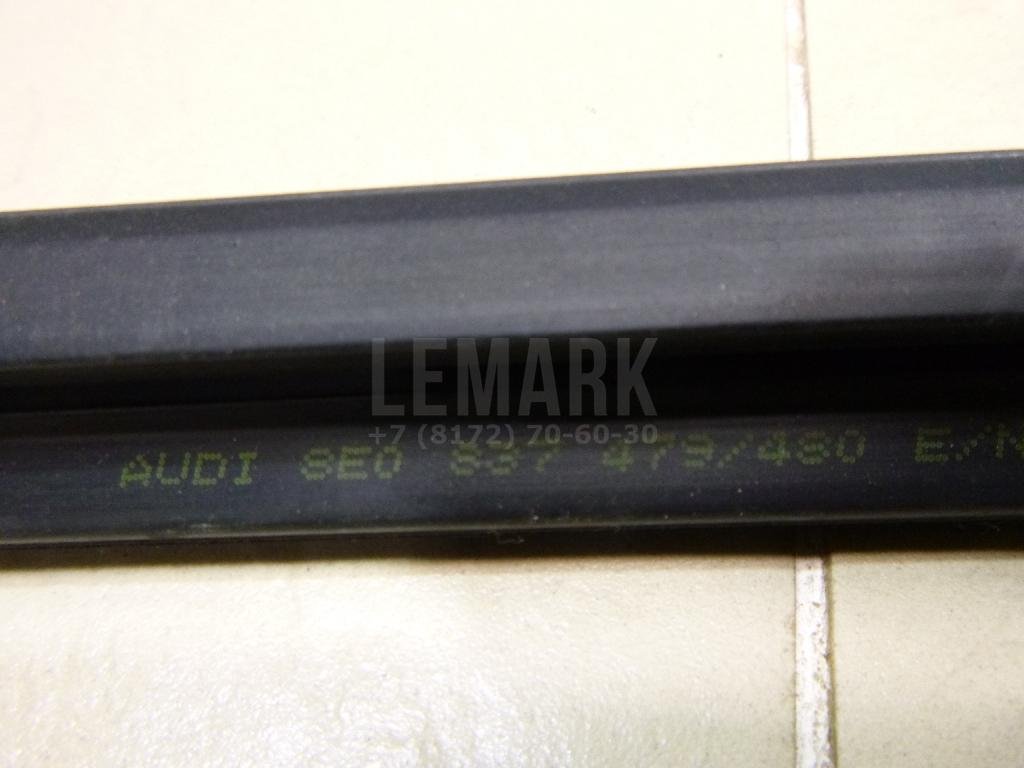 LEMARK
+7 (8172) 70-60-30
AUDI 8E0 837 479/480